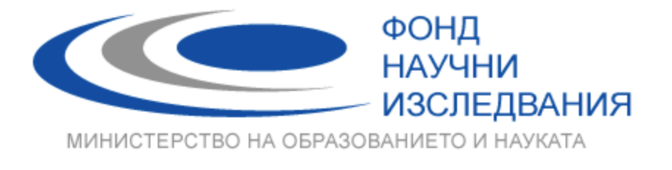 ФОНД
НАУЧНИ
ИЗСЛЕДВАНИЯ
МИНИСТЕРСТВО НА ОБРАЗОВАНИЕТО И НАУКАТА